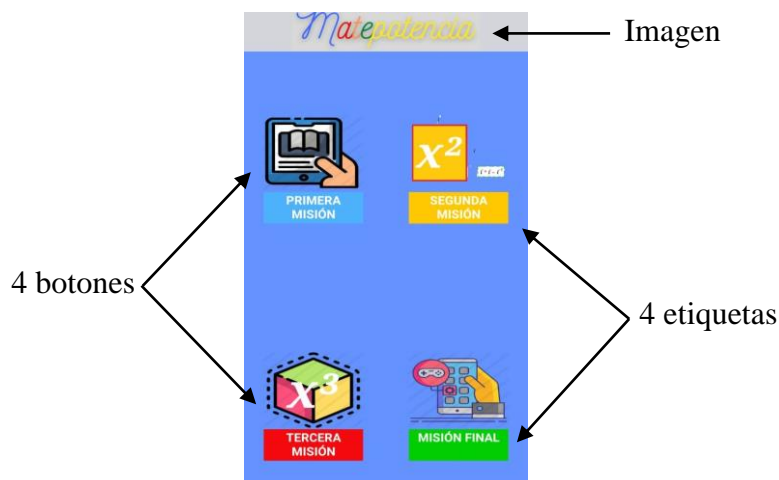 Matepotencia
Imagen
x²
PRIMERA
MISIÓN
SEGUNDA
MISIÓN
4 botones
4 etiquetas
x³
TERCERA
MISIÓN
MISIÓN FINAL